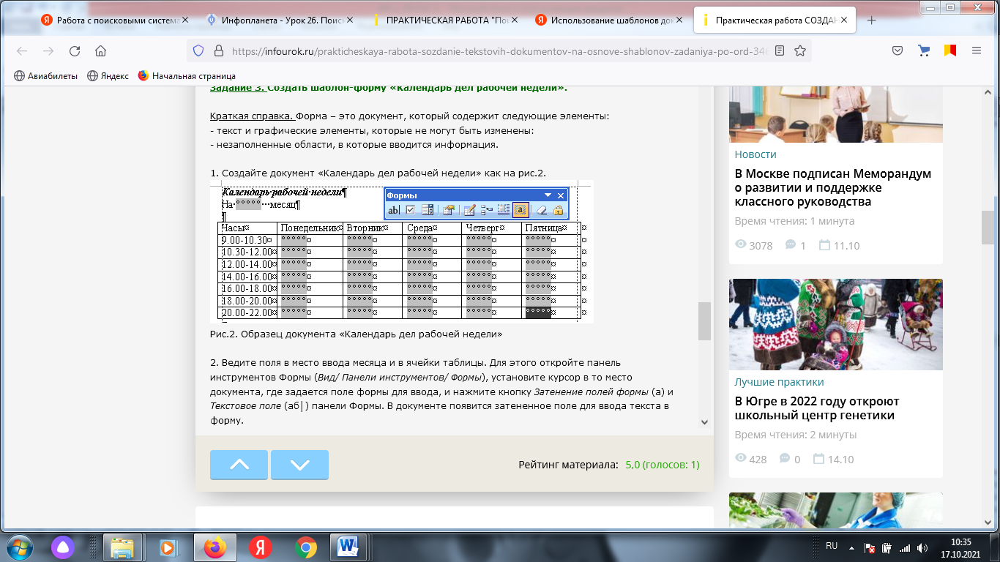 Работа с поисковыми система
Инфопланета - Урок 26. Поис
ПРАКТИЧЕСКАЯ РАБОТА "По
Использование шаблонов док
Практическая работа СОЗДАН
https://infourok.ru/prakticheskaya-rabota-sozdanie-tekstovih-dokumentov-na-osnove-shablonov-zadaniya-po-ord-346
Авиабилеты Яндекс Начальная страница
Задание 3. Создать шаблон-форму «Календарь дел рабочей недели».
Краткая справка. Форма – это документ, который содержит следующие элементы:
- текст и графические элементы, которые не могут быть изменены:
- незаполненные области, в которые вводится информация.
1. Создайте документ «Календарь дел рабочей недели» как на рис.2.
Календарь·рабочей·недели¶
Формы
На·°°°°°···месяц¶
ab| a
¶
Часы¤ Понедельник¤ Вторник¤ Среда¤ Четверг¤ Пятница¤ ¤
9.00-10.30¤ °°°°°¤ °°°°°¤ °°°°°¤ °°°°°¤ °°°°°¤ ¤
10.30-12.00¤ °°°°°¤ °°°°°¤ °°°°°¤ °°°°°¤ °°°°°¤ ¤
12.00-14.00¤ °°°°°¤ °°°°°¤ °°°°°¤ °°°°°¤ °°°°°¤ ¤
14.00-16.00¤ °°°°°¤ °°°°°¤ °°°°°¤ °°°°°¤ °°°°°¤ ¤
16.00-18.00¤ °°°°°¤ °°°°°¤ °°°°°¤ °°°°°¤ °°°°°¤ ¤
18.00-20.00¤ °°°°°¤ °°°°°¤ °°°°°¤ °°°°°¤ °°°°°¤ ¤
20.00-22.00¤ °°°°°¤ °°°°°¤ °°°°°¤ °°°°°¤ °°°°°¤ ¤
Рис.2. Образец документа «Календарь дел рабочей недели»
2. Ведите поля в место ввода месяца и в ячейки таблицы. Для этого откройте панель
инструментов Формы (Вид/ Панели инструментов/ Формы), установите курсор в то место
документа, где задается поле формы для ввода, и нажмите кнопку Затенение полей формы (а) и
Текстовое поле (аб|) панели Формы. В документе появится затененное поле для ввода текста в
форму.
Рейтинг материала: 5,0 (голосов: 1)
Новости
В Москве подписан Меморандум
о развитии и поддержке
классного руководства
Время чтения: 1 минута
3078 1 11.10
Лучшие практики
В Югре в 2022 году откроют
школьный центр генетики
Время чтения: 2 минуты
428 0 14.10
RU
10:35
17.10.2021